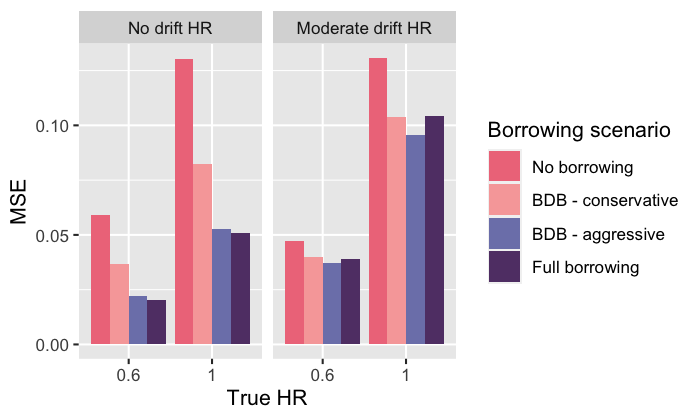 No drift HR
Moderate drift HR
MSE
0.10
0.05
0.00
0.6
1
0.6
1
True HR
Borrowing scenario
No borrowing
BDB - conservative
BDB - aggressive
Full borrowing